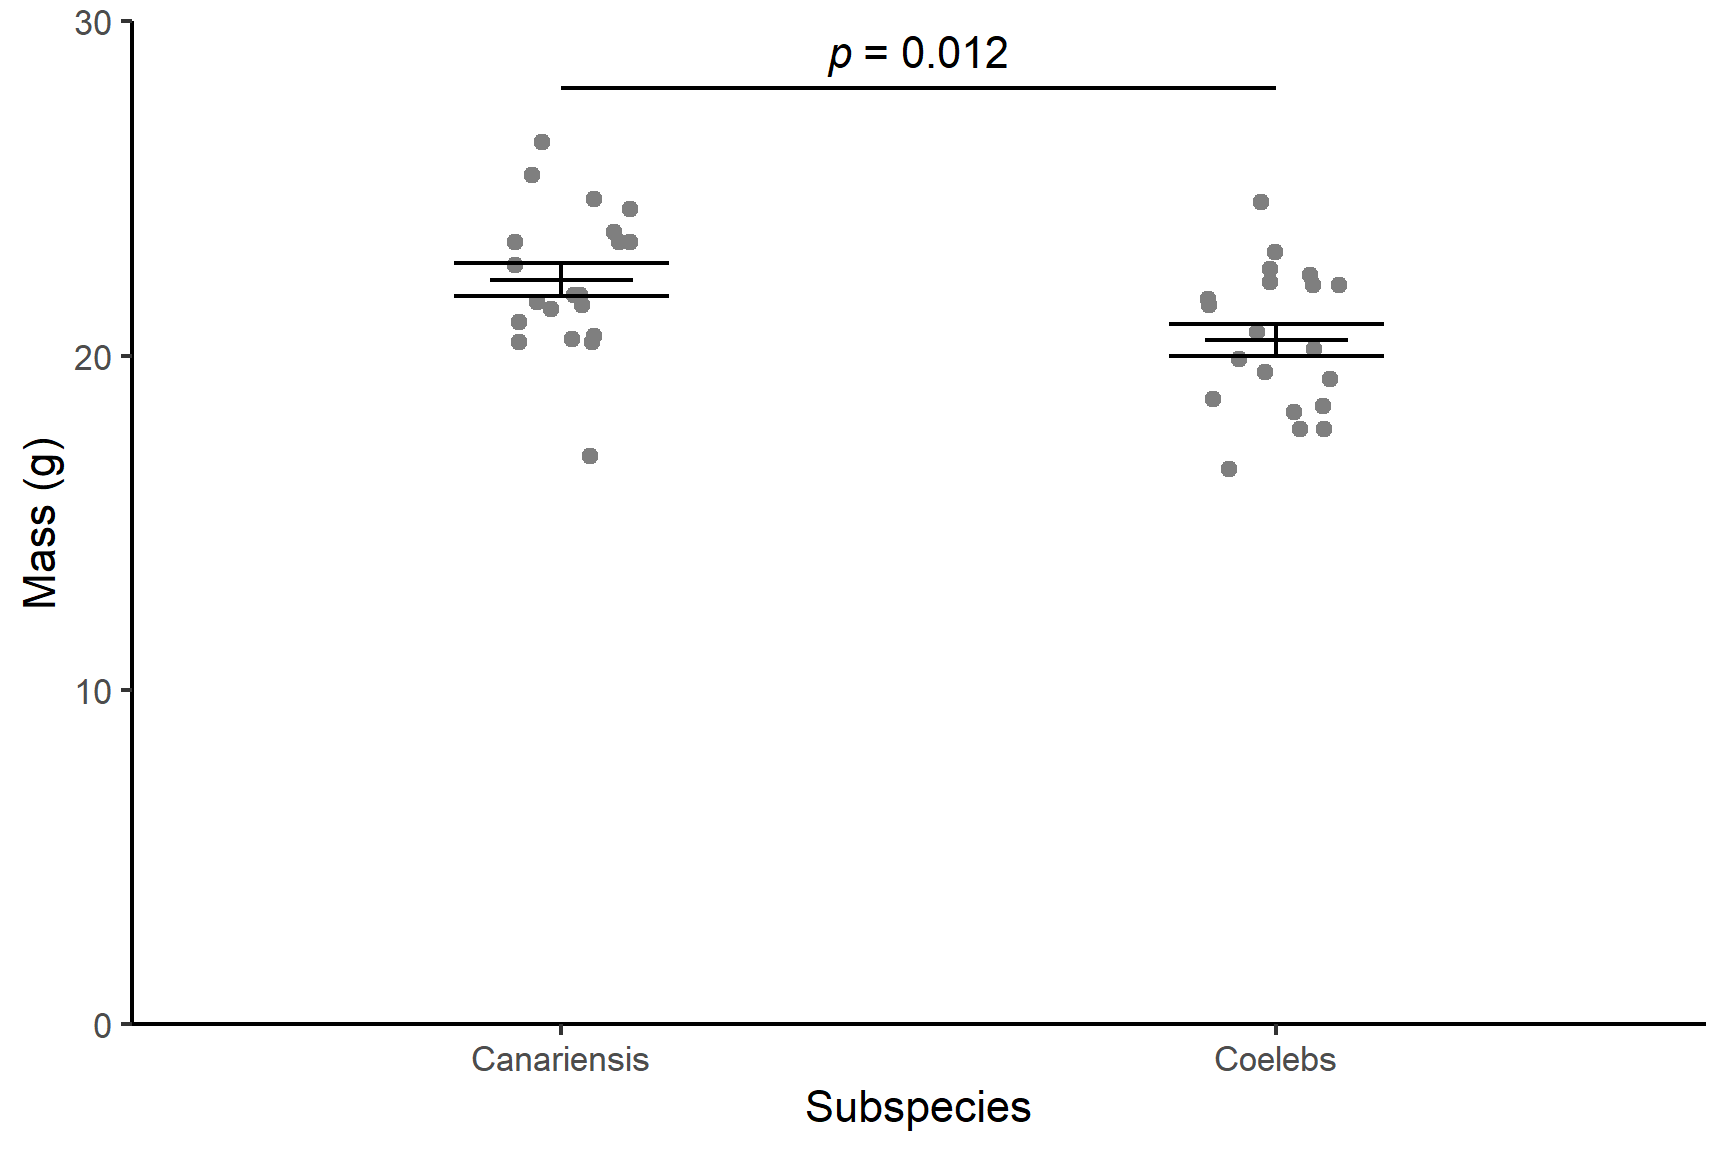 p = 0.012
30
20
10
0
Mass (g)
Canariensis
Coelebs
Subspecies